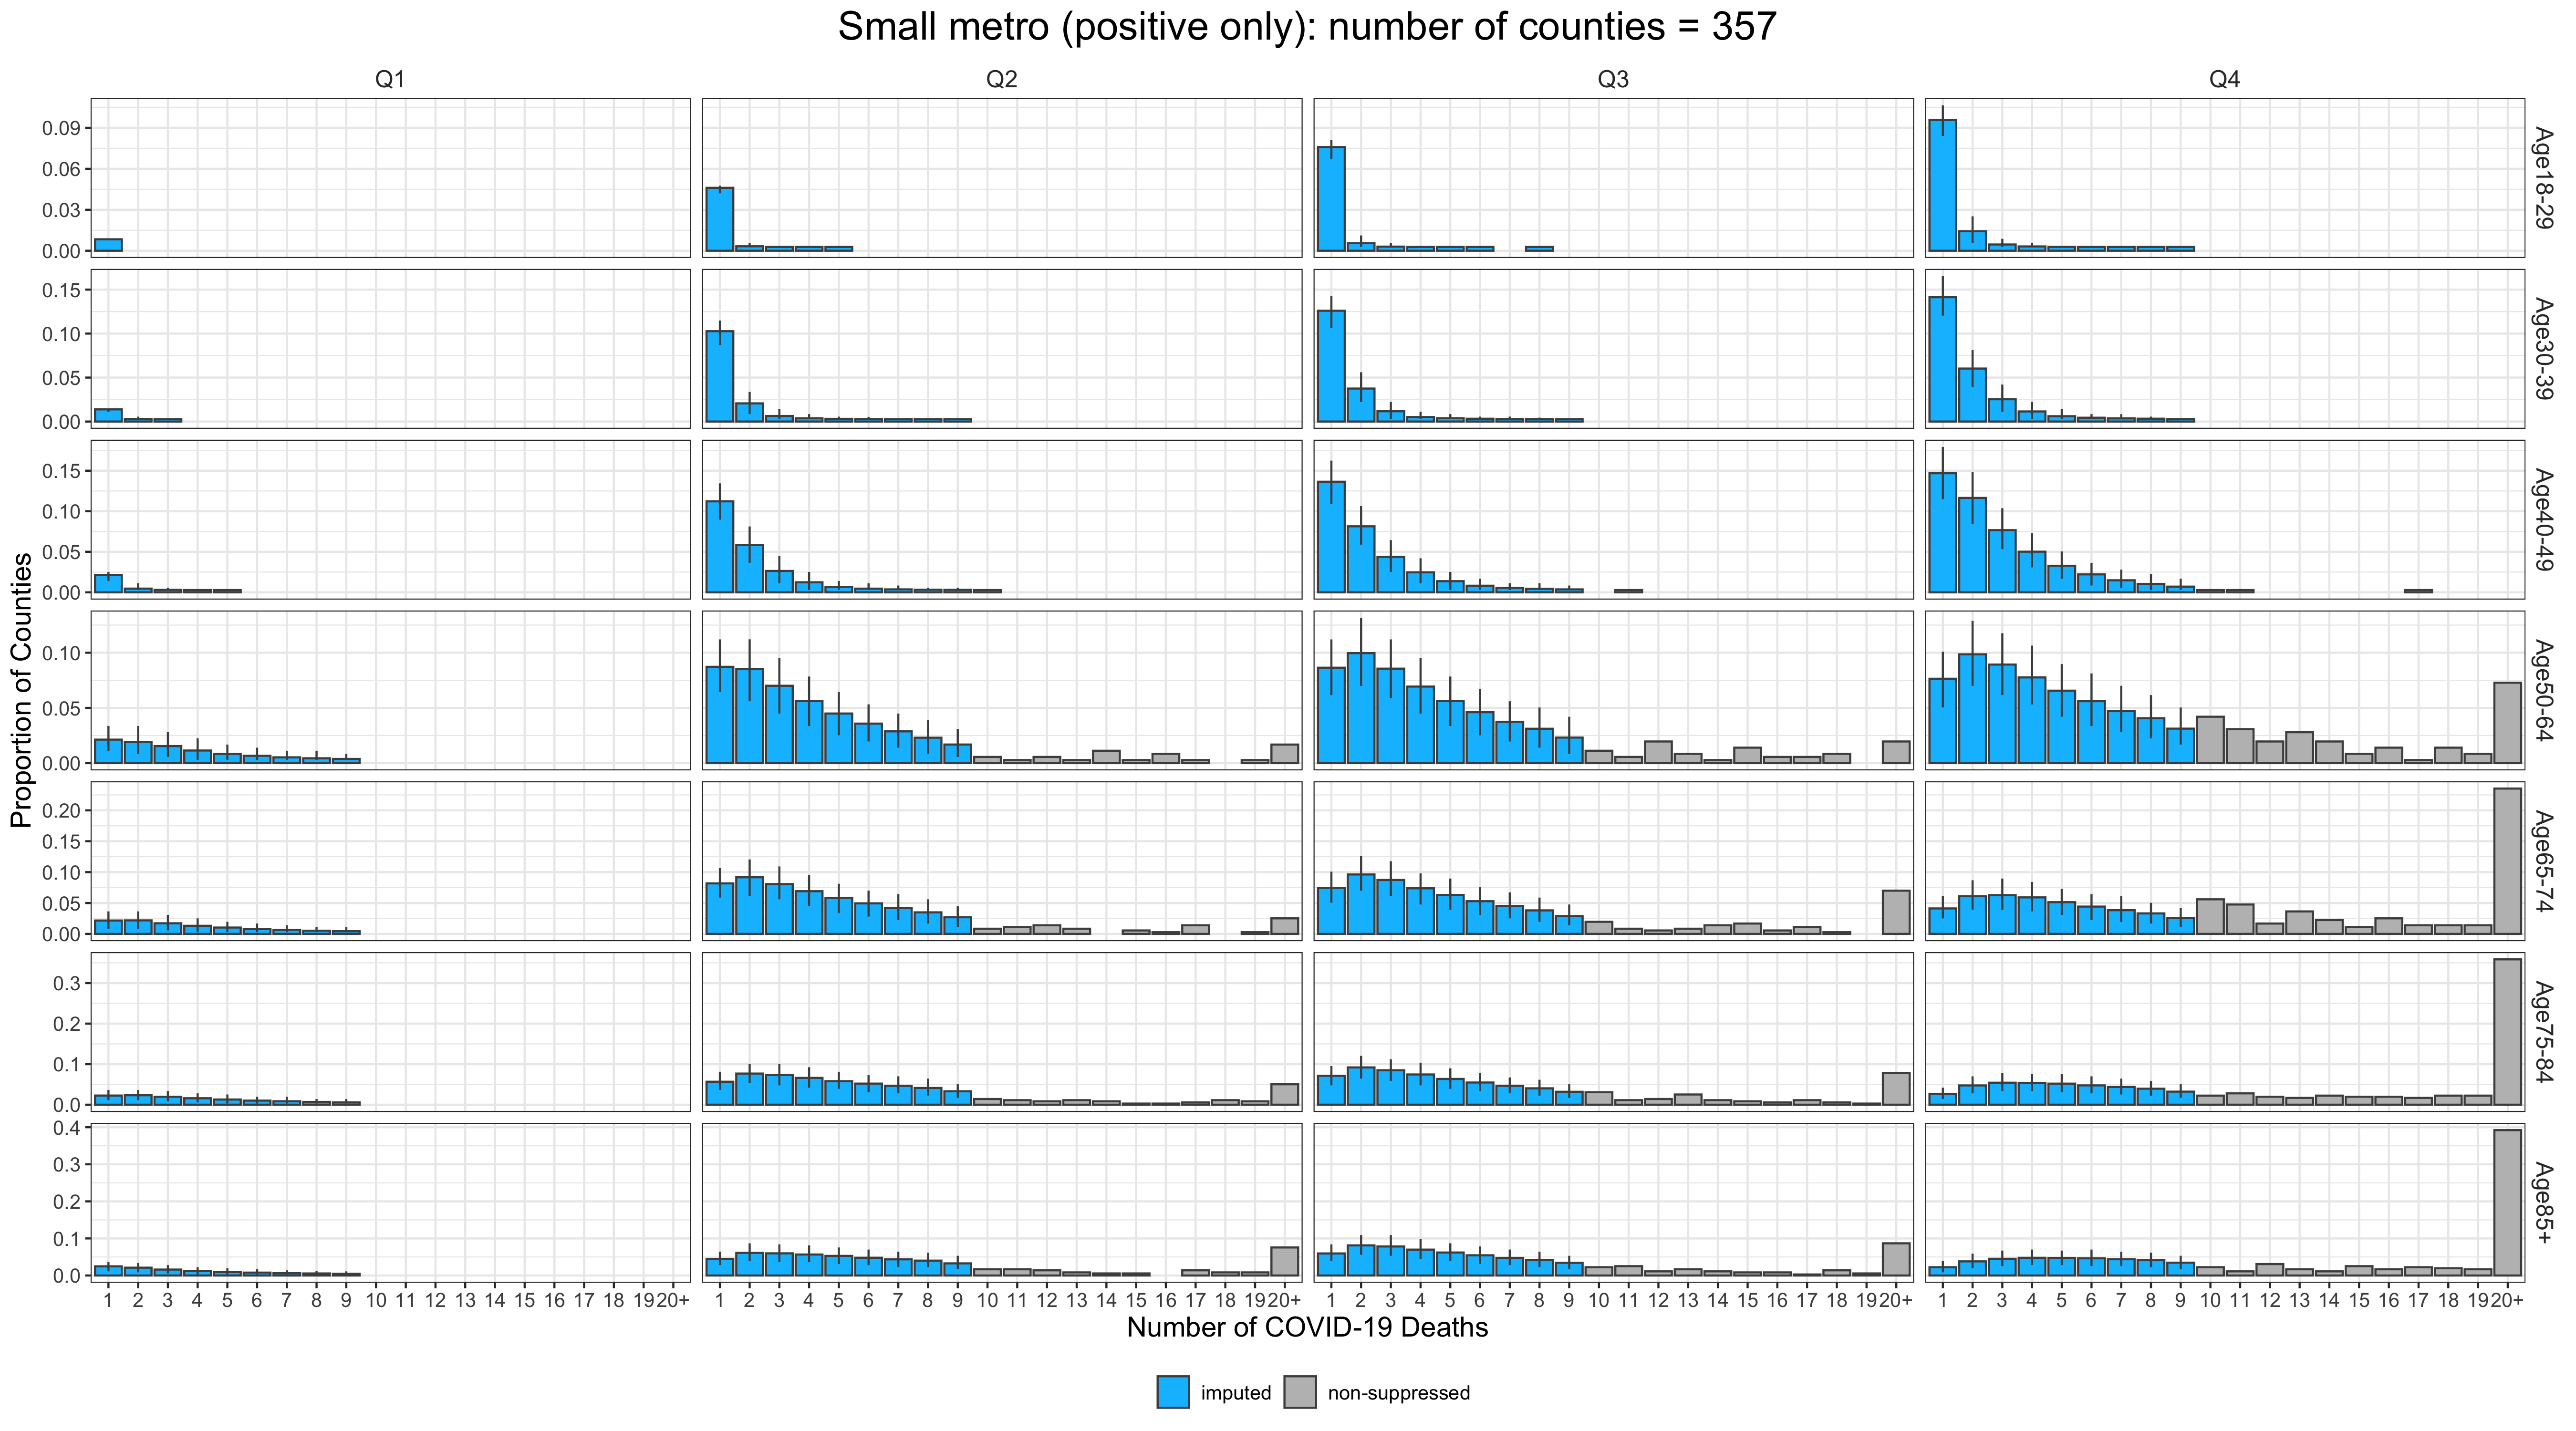 Small metro (positive only): number of counties = 357
Q1 Q2 Q3 Q4
Proportion of Counties
0.09
0.06
0.03
0.00
Age18-29
0.15
0.10
0.05
0.00
Age30-39
0.15
0.10
0.05
0.00
Age40-49
0.10
0.05
0.00
Age50-64
0.20
0.15
0.10
0.05
0.00
Age65-74
0.3
0.2
0.1
0.0
Age75-84
0.4
0.3
0.2
0.1
0.0
Age85+
1 2 3 4 5 6 7 8 9 10 11 12 13 14 15 16 17 18 19 20+ 1 2 3 4 5 6 7 8 9 10 11 12 13 14 15 16 17 18 19 20+ 1 2 3 4 5 6 7 8 9 10 11 12 13 14 15 16 17 18 19 20+ 1 2 3 4 5 6 7 8 9 10 11 12 13 14 15 16 17 18 19 20+
Number of COVID-19 Deaths
imputed non-suppressed